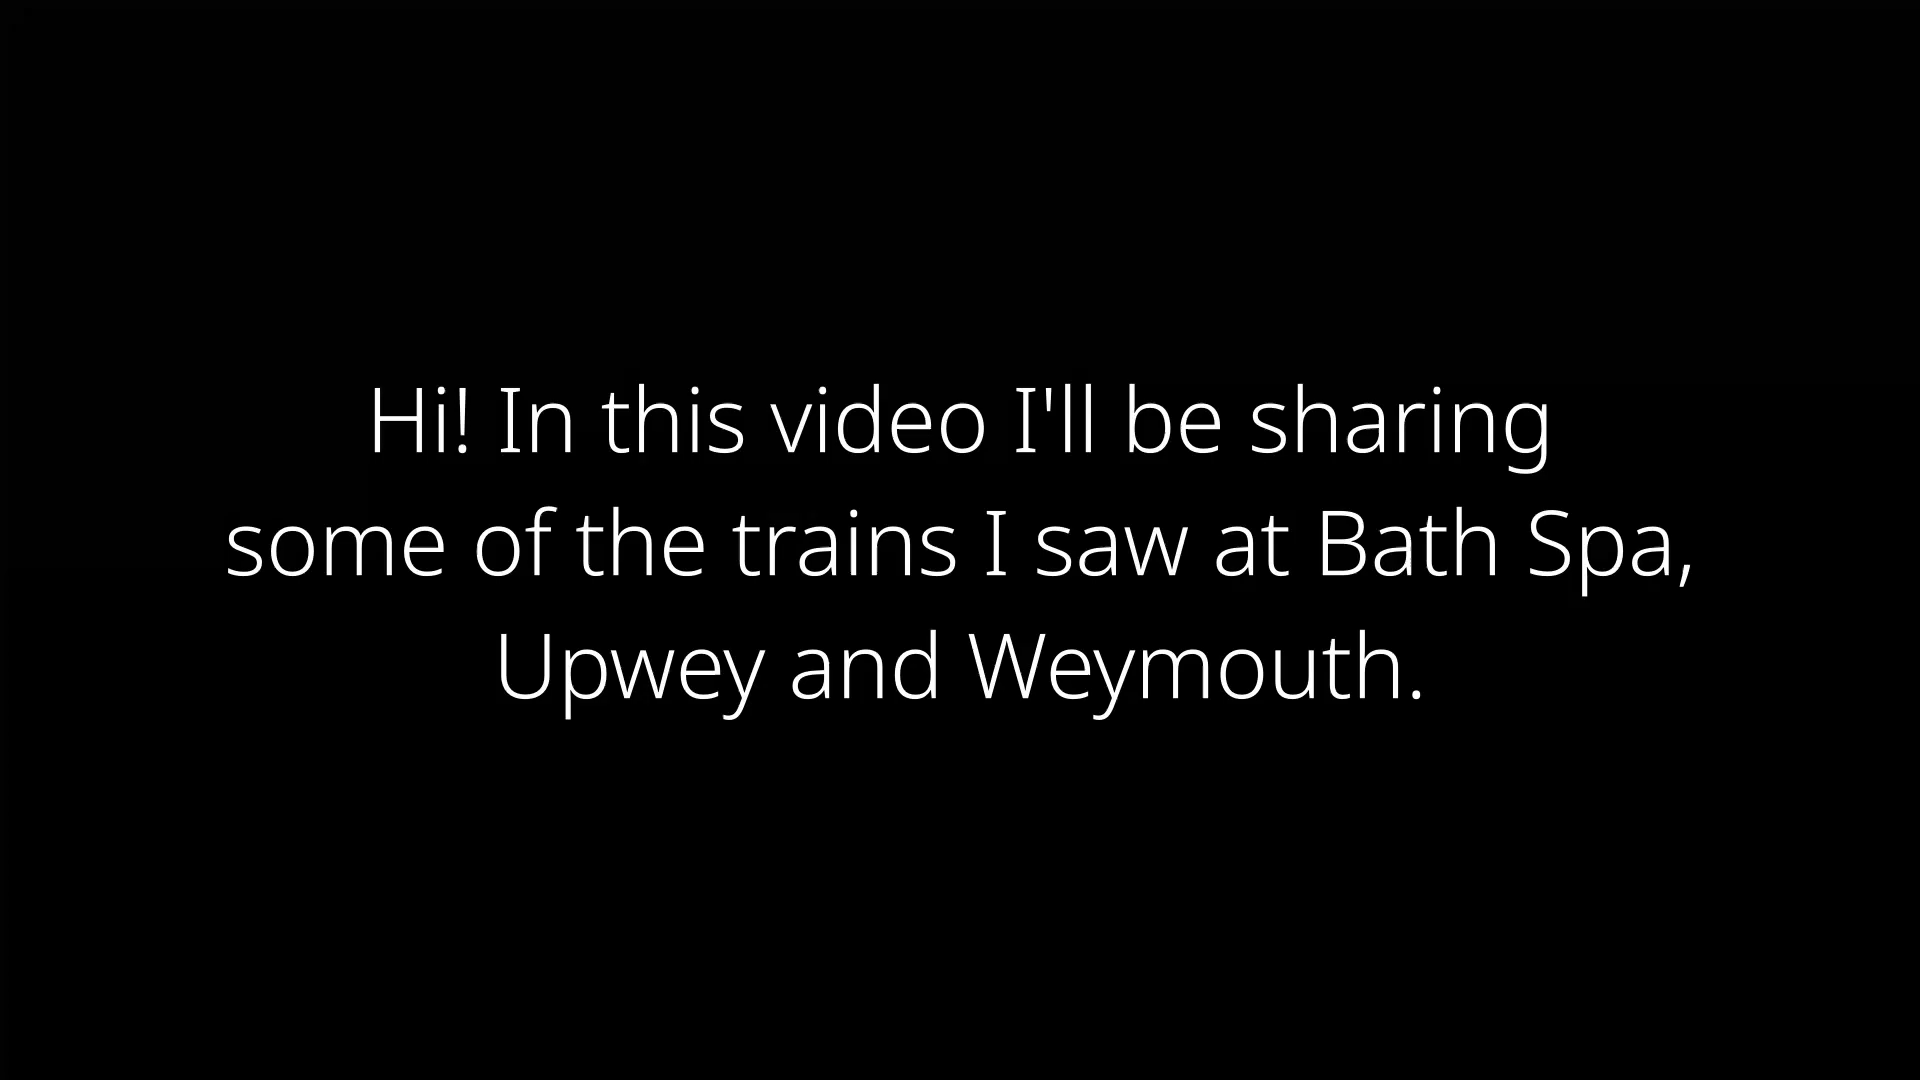 Hi! In this video I'll be sharing
some of the trains I saw at Bath Spa,
Upwey and Weymouth.